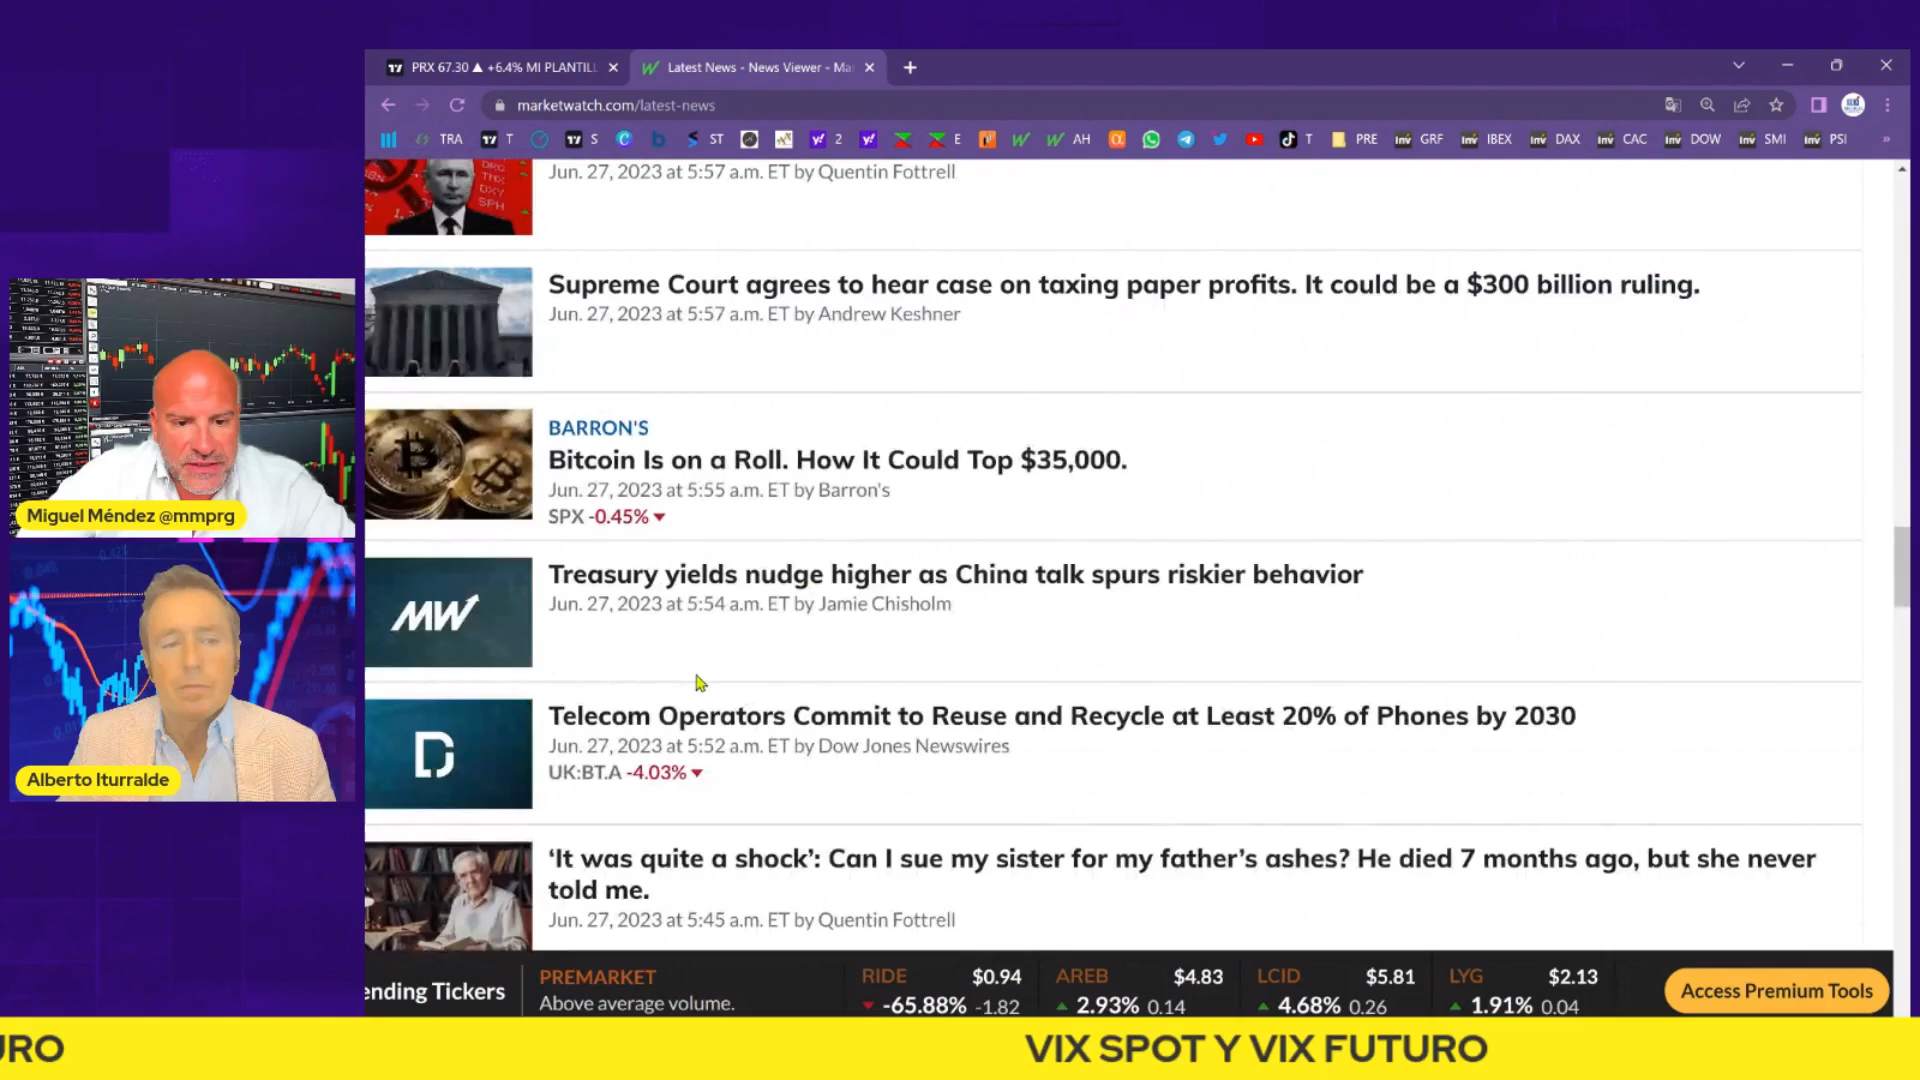 PRX 67.30 ▲ +6.4% MI PLANTILL
Latest News - News Viewer - Ma
marketwatch.com/latest-news
TRA T S ST 2 E AH T PRE GRF IBEX DAX CAC DOW SMI PSI »
Jun. 27, 2023 at 5:57 a.m. ET by Quentin Fottrell
Supreme Court agrees to hear case on taxing paper profits. It could be a $300 billion ruling.
Jun. 27, 2023 at 5:57 a.m. ET by Andrew Keshner
BARRON'S
Bitcoin Is on a Roll. How It Could Top $35,000.
Jun. 27, 2023 at 5:55 a.m. ET by Barron's
SPX -0.45%
MW
Treasury yields nudge higher as China talk spurs riskier behavior
Jun. 27, 2023 at 5:54 a.m. ET by Jamie Chisholm
Telecom Operators Commit to Reuse and Recycle at Least 20% of Phones by 2030
Jun. 27, 2023 at 5:52 a.m. ET by Dow Jones Newswires
UK:BT.A -4.03%
‘It was quite a shock’: Can I sue my sister for my father’s ashes? He died 7 months ago, but she never
told me.
Jun. 27, 2023 at 5:45 a.m. ET by Quentin Fottrell
ending Tickers
PREMARKET
Above average volume.
RIDE $0.94
-65.88% -1.82
AREB $4.83
2.93% 0.14
LCID $5.81
4.68% 0.26
LYG $2.13
1.91% 0.04
Access Premium Tools
Miguel Méndez @mmprg
Alberto Iturralde
URO
VIX SPOT Y VIX FUTURO